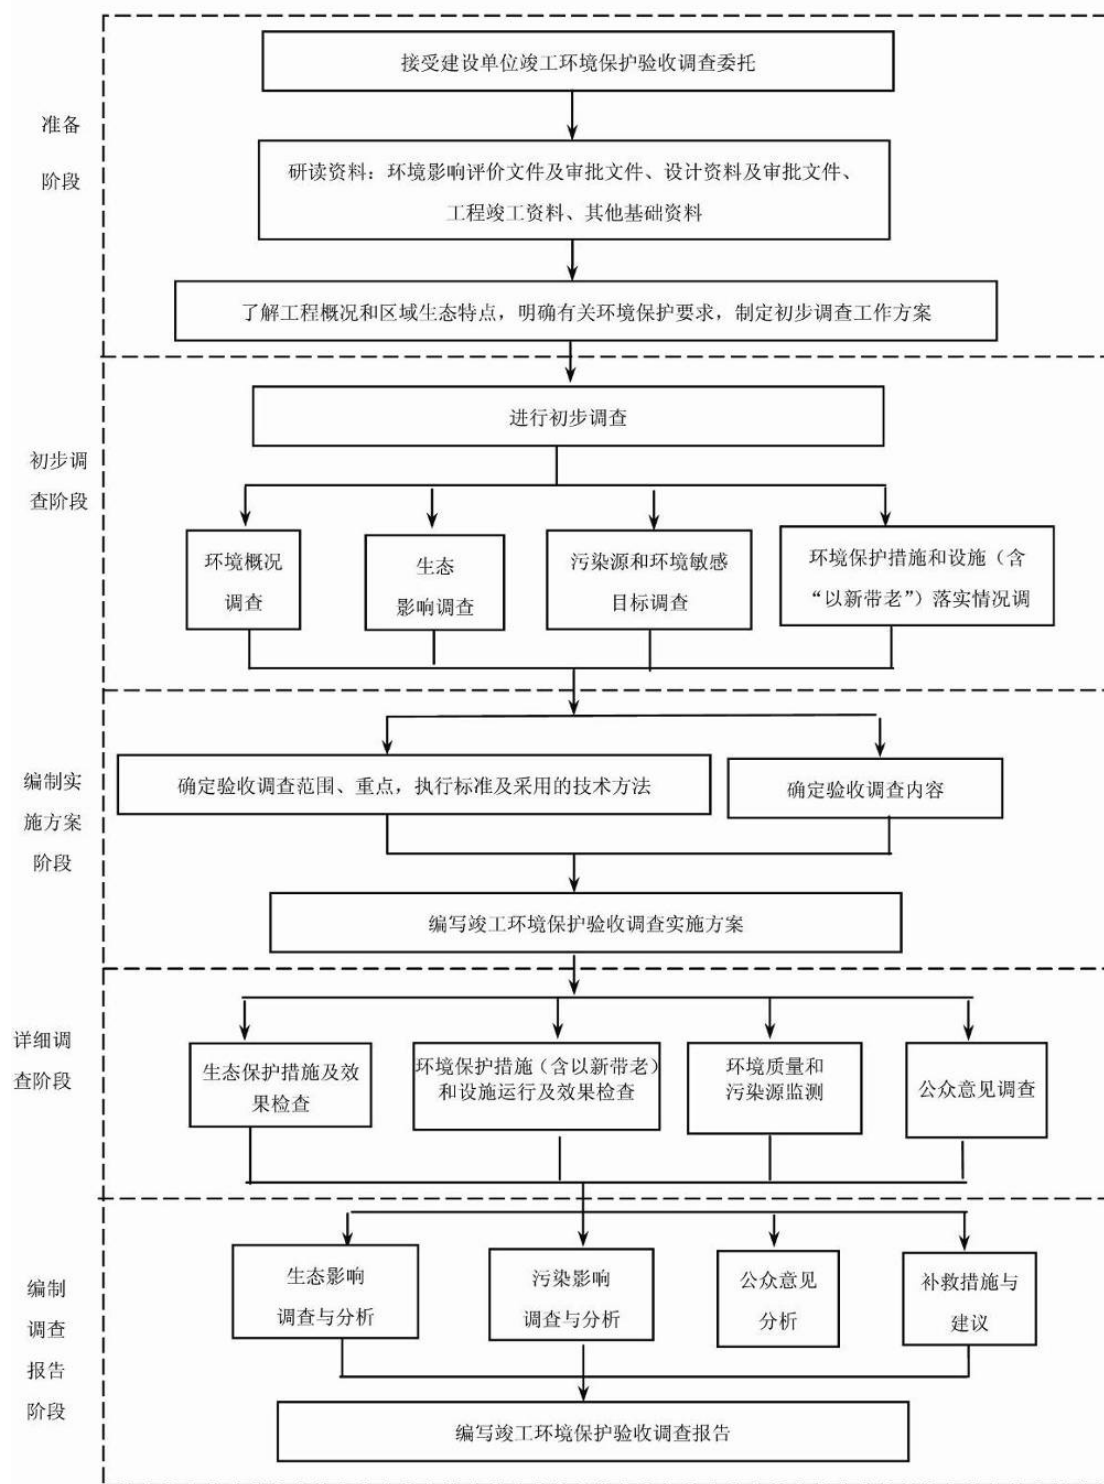 准备
阶段
接受建设单位竣工环境保护验收调查委托
研读资料：环境影响评价文件及审批文件、设计资料及审批文件、
工程竣工资料、其他基础资料
了解工程概况和区域生态特点，明确有关环境保护要求，制定初步调查工作方案
初步调
查阶段
进行初步调查
环境概况
调查
生态
影响调查
污染源和环境敏感
目标调查
环境保护措施和设施（含
“以新带老”）落实情况调
编制实
施方案
阶段
确定验收调查范围、重点，执行标准及采用的技术方法
确定验收调查内容
编写竣工环境保护验收调查实施方案
详细调
查阶段
生态保护措施及效
果检查
环境保护措施（含以新带老）
和设施运行及效果检查
环境质量和
污染源监测
公众意见调查
编制
调查
报告
阶段
生态影响
调查与分析
污染影响
调查与分析
公众意见
分析
补救措施与
建议
编写竣工环境保护验收调查报告